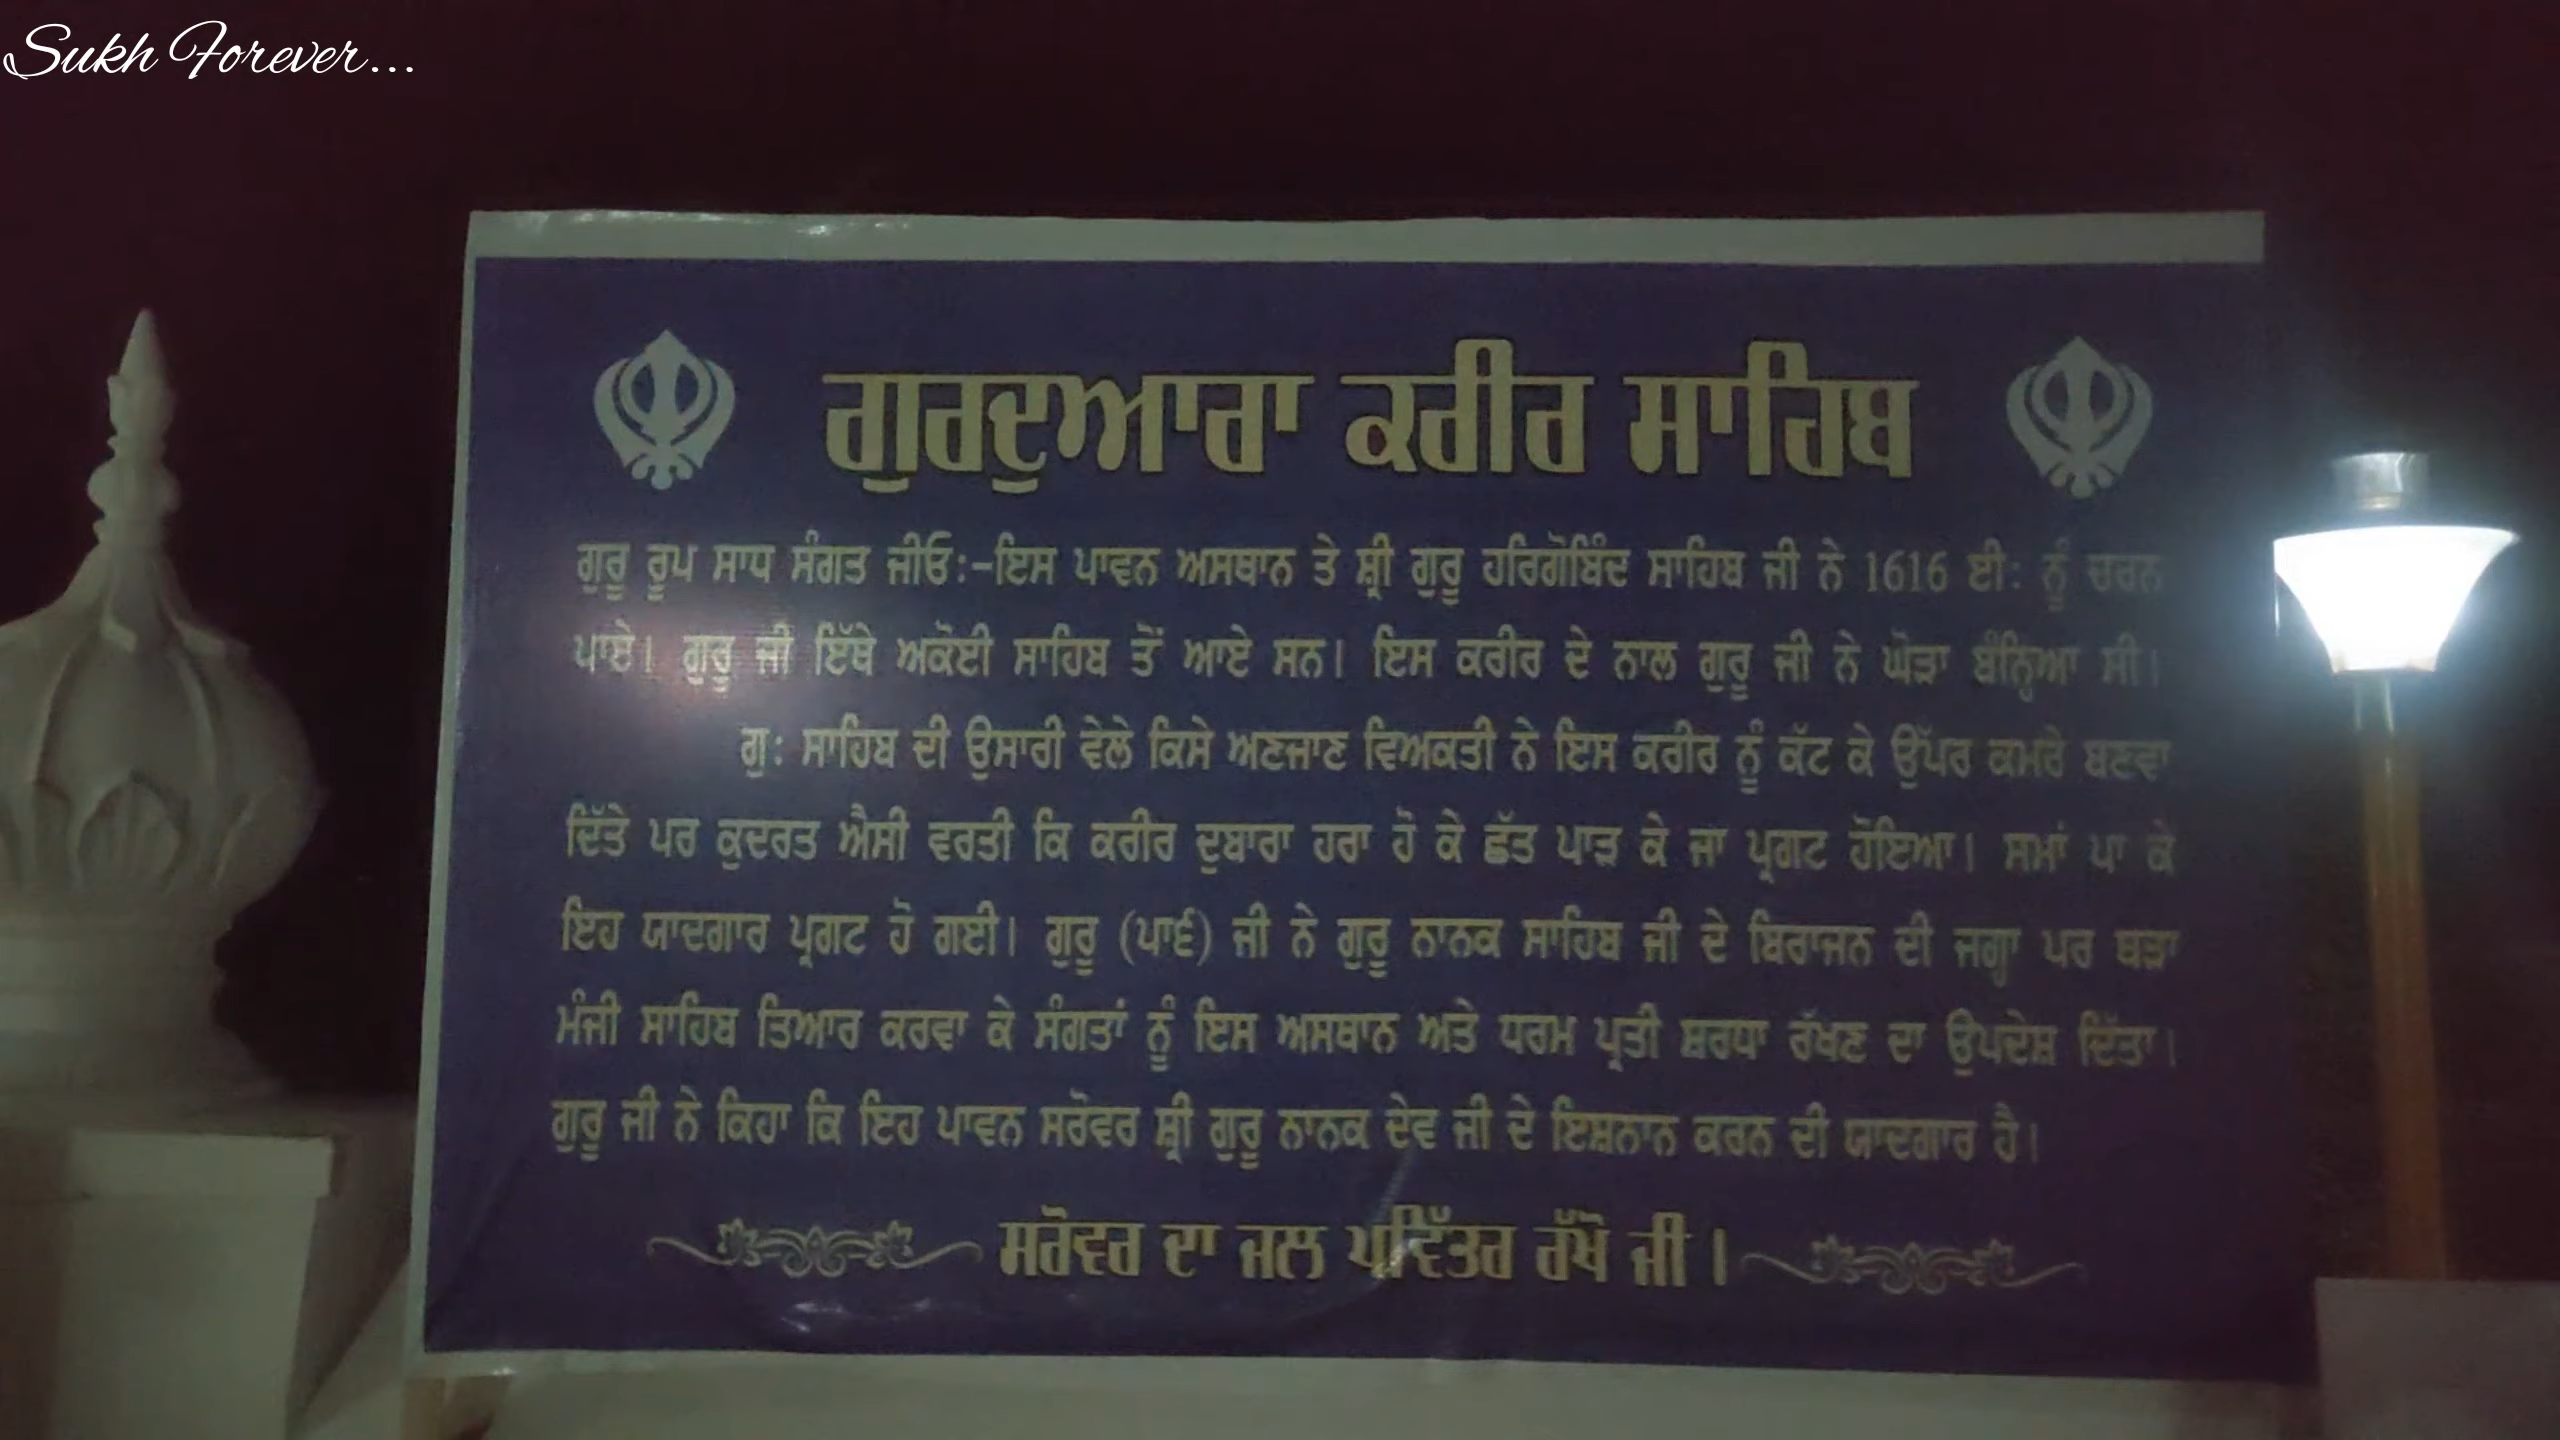 Sukh Forever...
ਗੁਰਦੁਆਰਾ ਕਰੀਰ ਸਾਹਿਬ
ਗੁਰੂ ਰੂਪ ਸਾਧ ਸੰਗਤ ਜੀਓ:-ਇਸ ਪਾਵਨ ਅਸਥਾਨ ਤੇ ਸ਼੍ਰੀ ਗੁਰੂ ਹਰਿਗੋਬਿੰਦ ਸਾਹਿਬ ਜੀ ਨੇ 1616 ਈ: ਨੂੰ ਚਰਨ
ਪਾਏ। ਗੁਰੂ ਜੀ ਇੱਥੇ ਅਕੋਈ ਸਾਹਿਬ ਤੋਂ ਆਏ ਸਨ। ਇਸ ਕਰੀਰ ਦੇ ਨਾਲ ਗੁਰੂ ਜੀ ਨੇ ਘੋੜਾ ਬੰਨ੍ਹਿਆ ਸੀ।
ਗੁ: ਸਾਹਿਬ ਦੀ ਉਸਾਰੀ ਵੇਲੇ ਕਿਸੇ ਅਣਜਾਣ ਵਿਅਕਤੀ ਨੇ ਇਸ ਕਰੀਰ ਨੂੰ ਕੱਟ ਕੇ ਉੱਪਰ ਕਮਰੇ ਬਣਵਾ
ਦਿੱਤੇ ਪਰ ਕੁਦਰਤ ਐਸੀ ਵਰਤੀ ਕਿ ਕਰੀਰ ਦੁਬਾਰਾ ਹਰਾ ਹੋ ਕੇ ਛੱਤ ਪਾੜ ਕੇ ਜਾ ਪ੍ਰਗਟ ਹੋਇਆ। ਸਮਾਂ ਪਾ ਕੇ
ਇਹ ਯਾਦਗਾਰ ਪ੍ਰਗਟ ਹੋ ਗਈ। ਗੁਰੂ (ਪਾ:੬) ਜੀ ਨੇ ਗੁਰੂ ਨਾਨਕ ਸਾਹਿਬ ਜੀ ਦੇ ਬਿਰਾਜਨ ਦੀ ਜਗ੍ਹਾ ਪਰ ਥੜਾ
ਮੰਜੀ ਸਾਹਿਬ ਤਿਆਰ ਕਰਵਾ ਕੇ ਸੰਗਤਾਂ ਨੂੰ ਇਸ ਅਸਥਾਨ ਅਤੇ ਧਰਮ ਪ੍ਰਤੀ ਸ਼ਰਧਾ ਰੱਖਣ ਦਾ ਉਪਦੇਸ਼ ਦਿੱਤਾ।
ਗੁਰੂ ਜੀ ਨੇ ਕਿਹਾ ਕਿ ਇਹ ਪਾਵਨ ਸਰੋਵਰ ਸ਼੍ਰੀ ਗੁਰੂ ਨਾਨਕ ਦੇਵ ਜੀ ਦੇ ਇਸ਼ਨਾਨ ਕਰਨ ਦੀ ਯਾਦਗਾਰ ਹੈ।
ਸਰੋਵਰ ਦਾ ਜਲ ਪਵਿੱਤਰ ਰੱਖੋ ਜੀ।